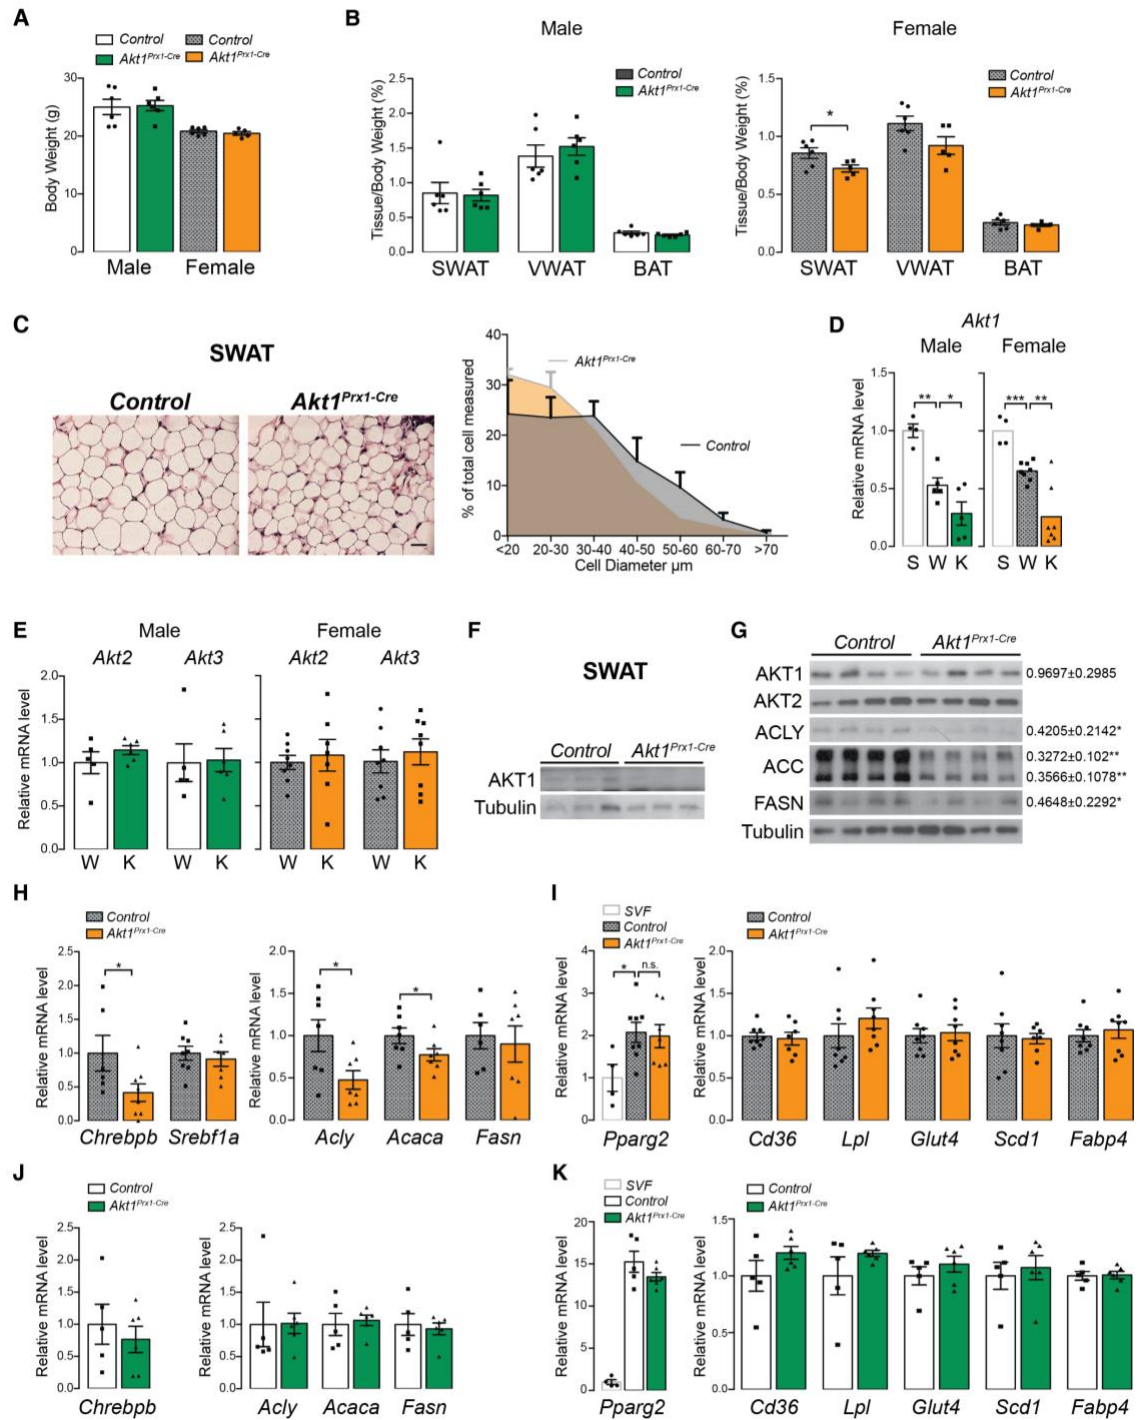 A
Control Control
Akt1Prx1-Cre Akt1Prx1-Cre
Body Weight (g)
30
20
10
0
Male Female
B
Male
Control
Akt1Prx1-Cre
Tissue/Body Weight (%)
2.5
2.0
1.5
1.0
0.5
0.0
SWAT VWAT BAT
Female
Control
Akt1Prx1-Cre
Tissue/Body Weight (%)
1.5
1.0
0.5
0.0
*
SWAT VWAT BAT
C
SWAT
Control Akt1Prx1-Cre
% of total cell measured
40
30
20
10
0
Akt1Prx1-Cre
Control
<20 20-30 30-40 40-50 50-60 60-70 >70
Cell Diameter µm
D
Akt1
Male Female
Relative mRNA level
1.5
1.0
0.5
0.0
** *
*** **
S W K S W K
E
Male Female
Akt2 Akt3 Akt2 Akt3
Relative mRNA level
2.0
1.5
1.0
0.5
0.0
W K W K W K W K
F
SWAT
Control Akt1Prx1-Cre
AKT1
Tubulin
G
Control Akt1Prx1-Cre
AKT1 0.9697±0.2985
AKT2
ACLY 0.4205±0.2142*
ACC 0.3272±0.102**
0.3566±0.1078**
FASN 0.4648±0.2292*
Tubulin
H
Control
Akt1Prx1-Cre
Relative mRNA level
2.5
2.0
1.5
1.0
0.5
0.0
*
Chrebpb Srebf1a
Relative mRNA level
2.0
1.5
1.0
0.5
0.0
* *
Acly Acaca Fasn
I
SVF
Control
Akt1Prx1-Cre
Relative mRNA level
4
3
2
1
0
* n.s.
Pparg2
Control
Akt1Prx1-Cre
Relative mRNA level
2.0
1.5
1.0
0.5
0.0
Cd36 Lpl Glut4 Scd1 Fabp4
J
Control
Akt1Prx1-Cre
Relative mRNA level
2.5
2.0
1.5
1.0
0.5
0.0
Chrebpb
Relative mRNA level
2.5
2.0
1.5
1.0
0.5
0.0
Acly Acaca Fasn
K
SVF
Control
Akt1Prx1-Cre
Relative mRNA level
20
15
10
5
0
Pparg2
Control
Akt1Prx1-Cre
Relative mRNA level
1.5
1.0
0.5
0.0
Cd36 Lpl Glut4 Scd1 Fabp4